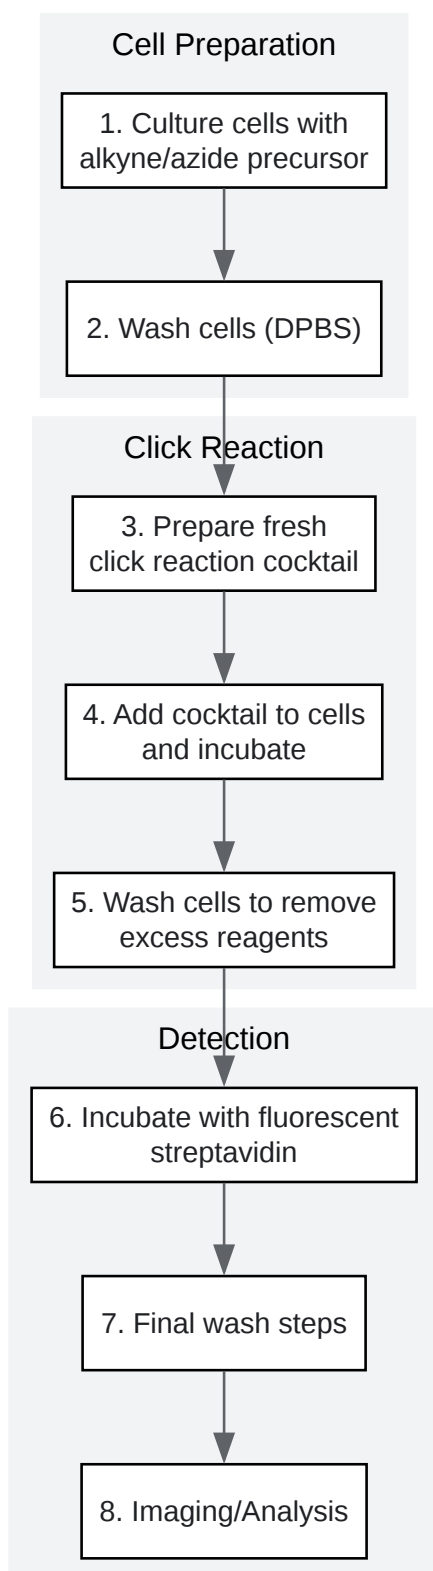 Cell Preparation
1. Culture cells with
alkyne/azide precursor
2. Wash cells (DPBS)
Click Reaction
3. Prepare fresh
click reaction cocktail
4. Add cocktail to cells
and incubate
5. Wash cells to remove
excess reagents
Detection
6. Incubate with fluorescent
streptavidin
7. Final wash steps
8. Imaging/Analysis